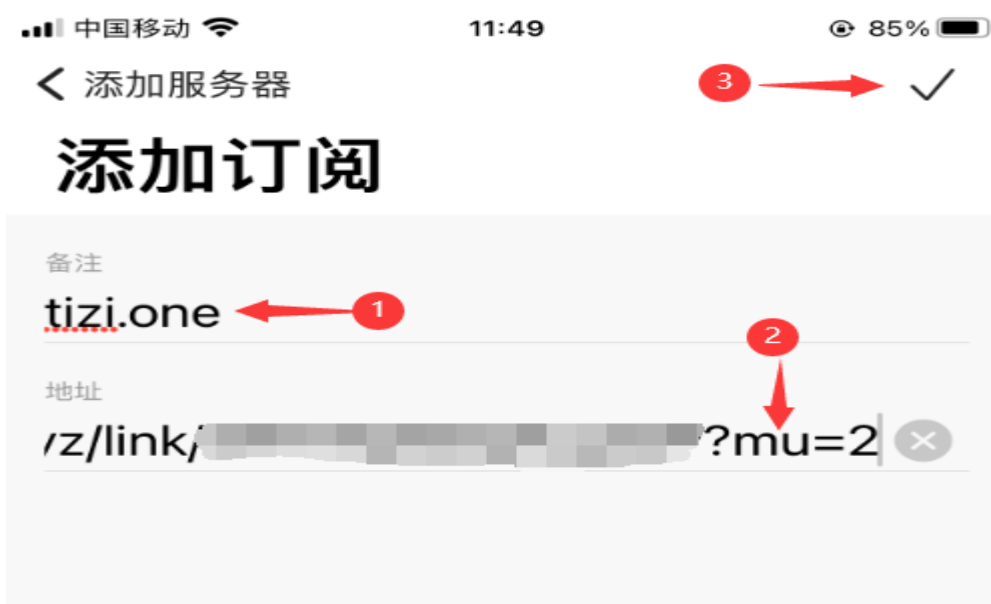 中国移动 11:49 85%
添加服务器 3
添加订阅
备注
tizi.one 1
2
地址
/z/link/ ?mu=2